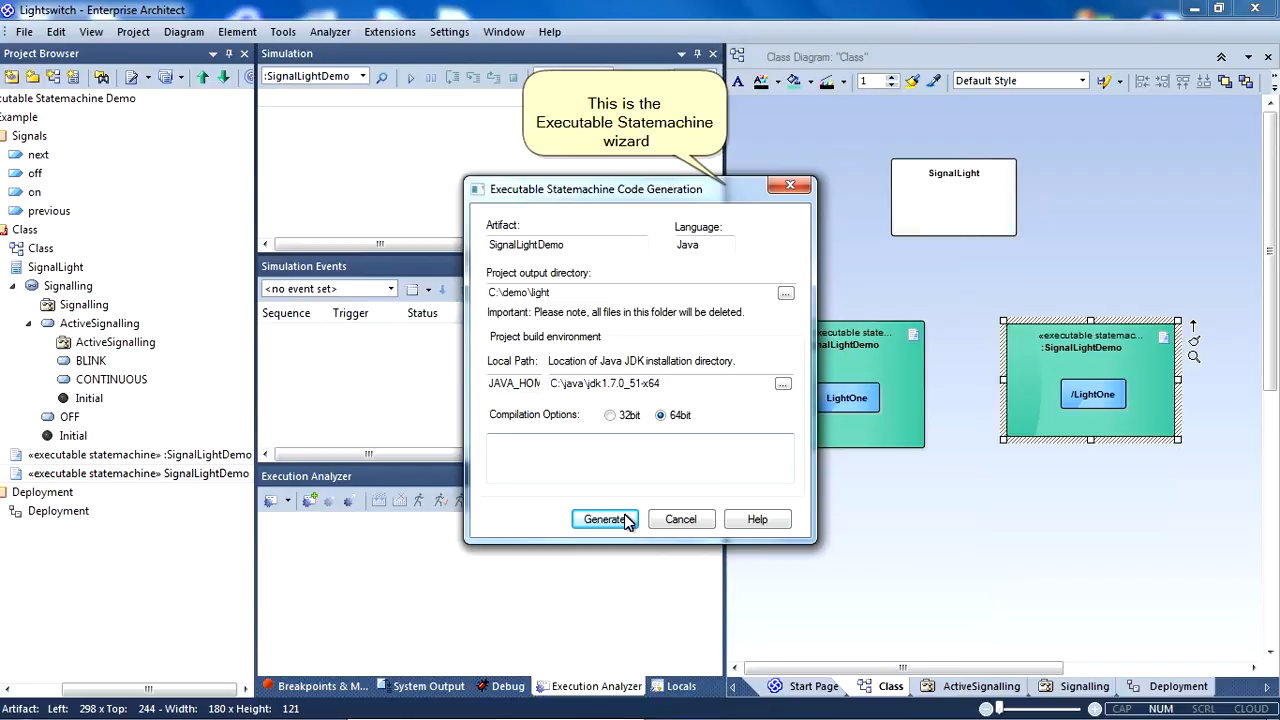 Lightswitch - Enterprise Architect
File Edit View Project Diagram Element Tools Analyzer Extensions Settings Window Help
Project Browser
cutable Statemachine Demo
Example
Signals
next
off
on
previous
Class
Class
SignalLight
Signalling
Signalling
ActiveSignalling
ActiveSignalling
BLINK
CONTINUOUS
Initial
OFF
Initial
«executable statemachine» :SignalLightDemo
«executable statemachine» SignalLightDemo
Deployment
Deployment
Simulation
:SignalLightDemo
Simulation Events
<no event set>
Sequence Trigger Status
Execution Analyzer
This is the
Executable Statemachine
wizard
Executable Statemachine Code Generation
Artifact: Language:
SignalLightDemo Java
Project output directory:
C:\demo\light
...
Important: Please note, all files in this folder will be deleted.
Project build environment
Local Path: Location of Java JDK installation directory.
JAVA_HOM C:\java\jdk1.7.0_51-x64
...
Compilation Options: 32bit 64bit
Generate Cancel Help
Class Diagram: "Class"
A 1 Default Style
SignalLight
executable state...
ignalLightDemo
LightOne
«executable statemac...
:SignalLightDemo
/LightOne
Breakpoints & M... System Output Debug Execution Analyzer Locals
Start Page Class ActiveSignalling Signalling Deployment
Artifact: Left: 298 x Top: 244 - Width: 180 x Height: 121
CAP NUM SCRL CLOUD